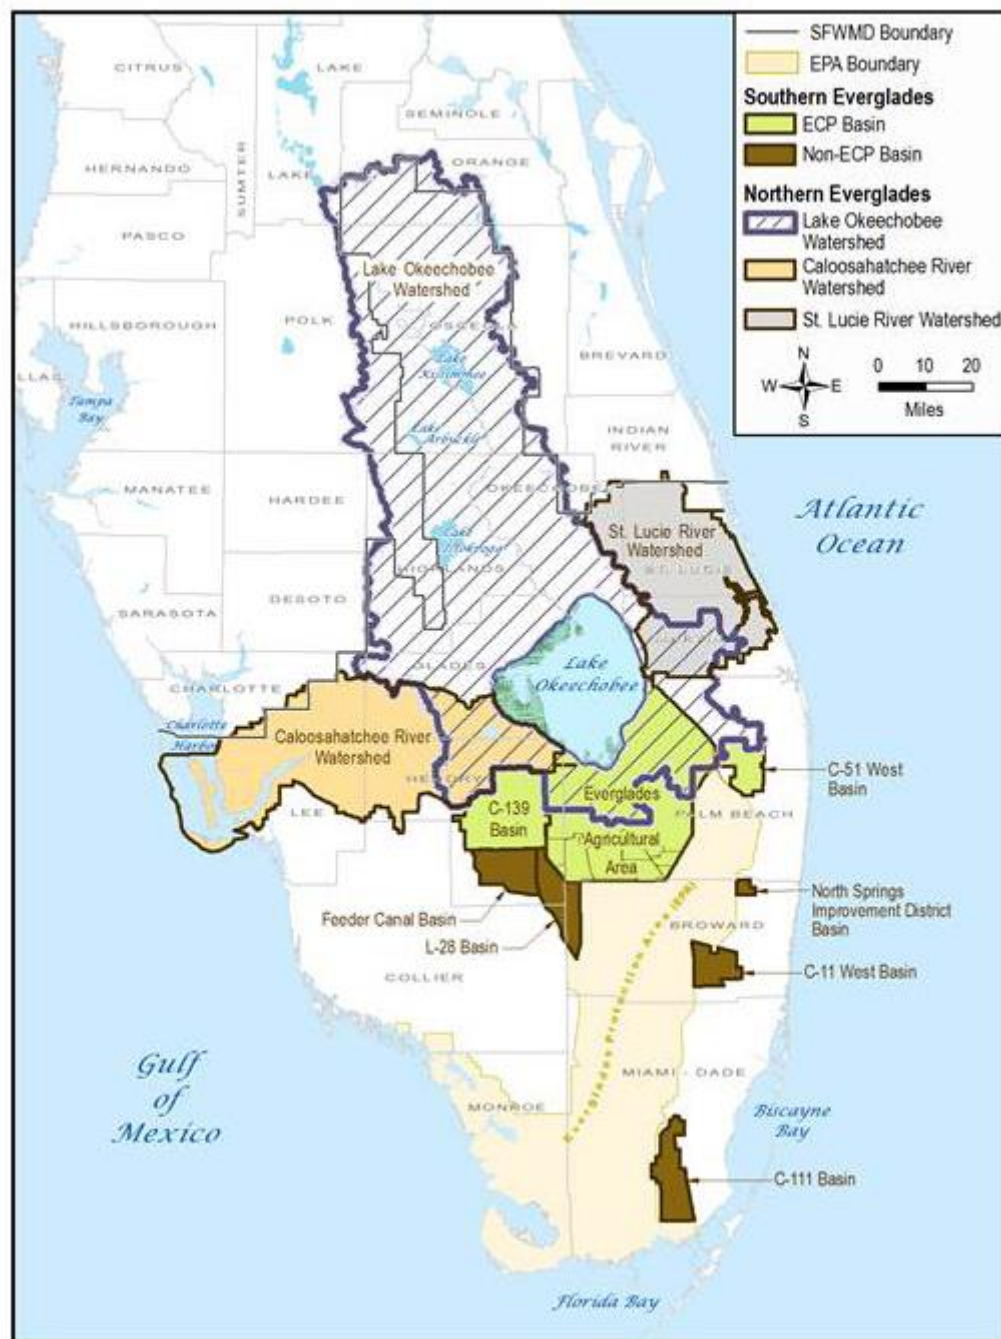 SFWMD Boundary
EPA Boundary
Southern Everglades
ECP Basin
Non-ECP Basin
Northern Everglades
Lake Okeechobee
Watershed
Caloosahatchee River
Watershed
St. Lucie River Watershed
N
W
E
S
0 10 20
Miles
CITRUS
LAKE
SEMINOLE
HERNANDO
SUMTER
LAKE
ORANGE
PASCO
Lake Okeechobee
Watershed
HILLSBOROUGH
POLK
OSCEOLA
BREVARD
Lake
Kissimmee
LLAS
Tampa
Bay
Lake
Arbuckle
INDIAN
RIVER
MANATEE
HARDEE
OKEECHOBEE
Atlantic
Ocean
St. Lucie River
Watershed
ST. LUCIE
Lake
Istokpoga
HIGHLANDS
DESOTO
SARASOTA
GLADES
Lake
Okeechobee
CHARLOTTE
Charlotte
Harbor
Caloosahatchee River
Watershed
HENDRY
LEE
C-139
Basin
Everglades
Agricultural
Area
PALM BEACH
C-51 West
Basin
Feeder Canal Basin
L-28 Basin
North Springs
Improvement District
Basin
BROWARD
C-11 West Basin
COLLIER
Everglades Protection Area (EPA)
Gulf
of
Mexico
MONROE
MIAMI - DADE
Biscayne
Bay
C-111 Basin
Florida Bay